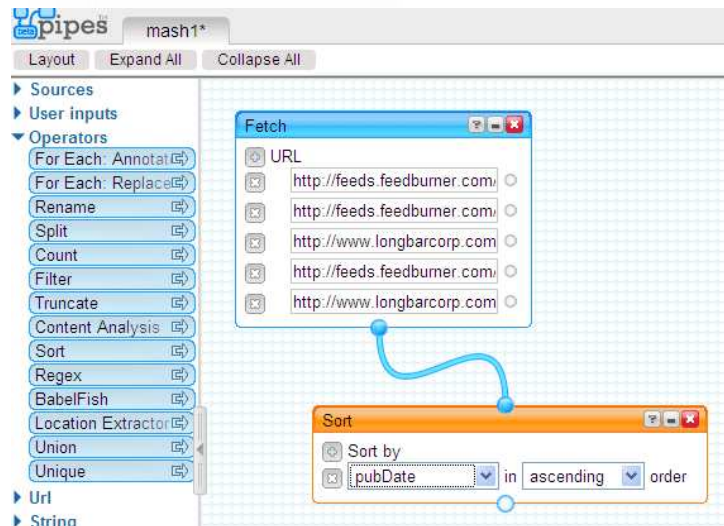 pipes
beta
mash1*
Layout Expand All Collapse All
Sources
User inputs
Operators
For Each: Annotat
For Each: Replace
Rename
Split
Count
Filter
Truncate
Content Analysis
Sort
Regex
BabelFish
Location Extractor
Union
Unique
Url
String
Fetch
URL
http://feeds.feedburner.com/
http://feeds.feedburner.com/
http://www.longbarcorp.com
http://feeds.feedburner.com/
http://www.longbarcorp.com
Sort
Sort by
pubDate in ascending order